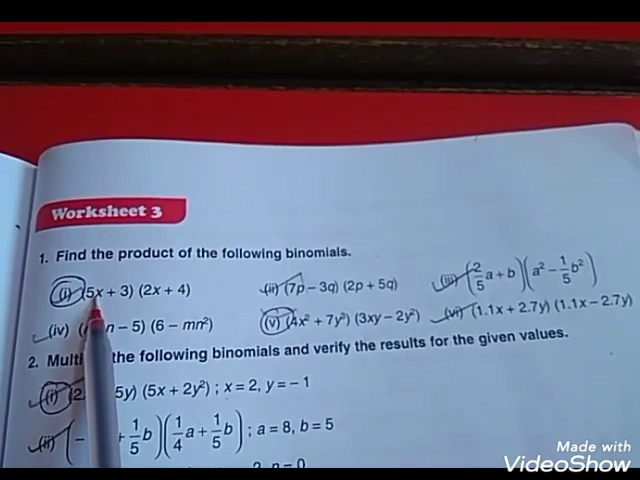 Worksheet 3
1. Find the product of the following binomials.
(i) (5x + 3) (2x + 4) (ii) (7p − 3q) (2p + 5q) (iii) (2/5 a + b) (a² − 1/5 b²)
(iv) ( n − 5) (6 − mn²) (v) (4x² + 7y²) (3xy − 2y²) (vi) (1.1x + 2.7y) (1.1x − 2.7y)
2. Multi the following binomials and verify the results for the given values.
(i) (2 5y) (5x + 2y²) ; x = 2, y = − 1
(ii) (− + 1/5 b) (1/4 a + 1/5 b) ; a = 8, b = 5
Made with
VideoShow